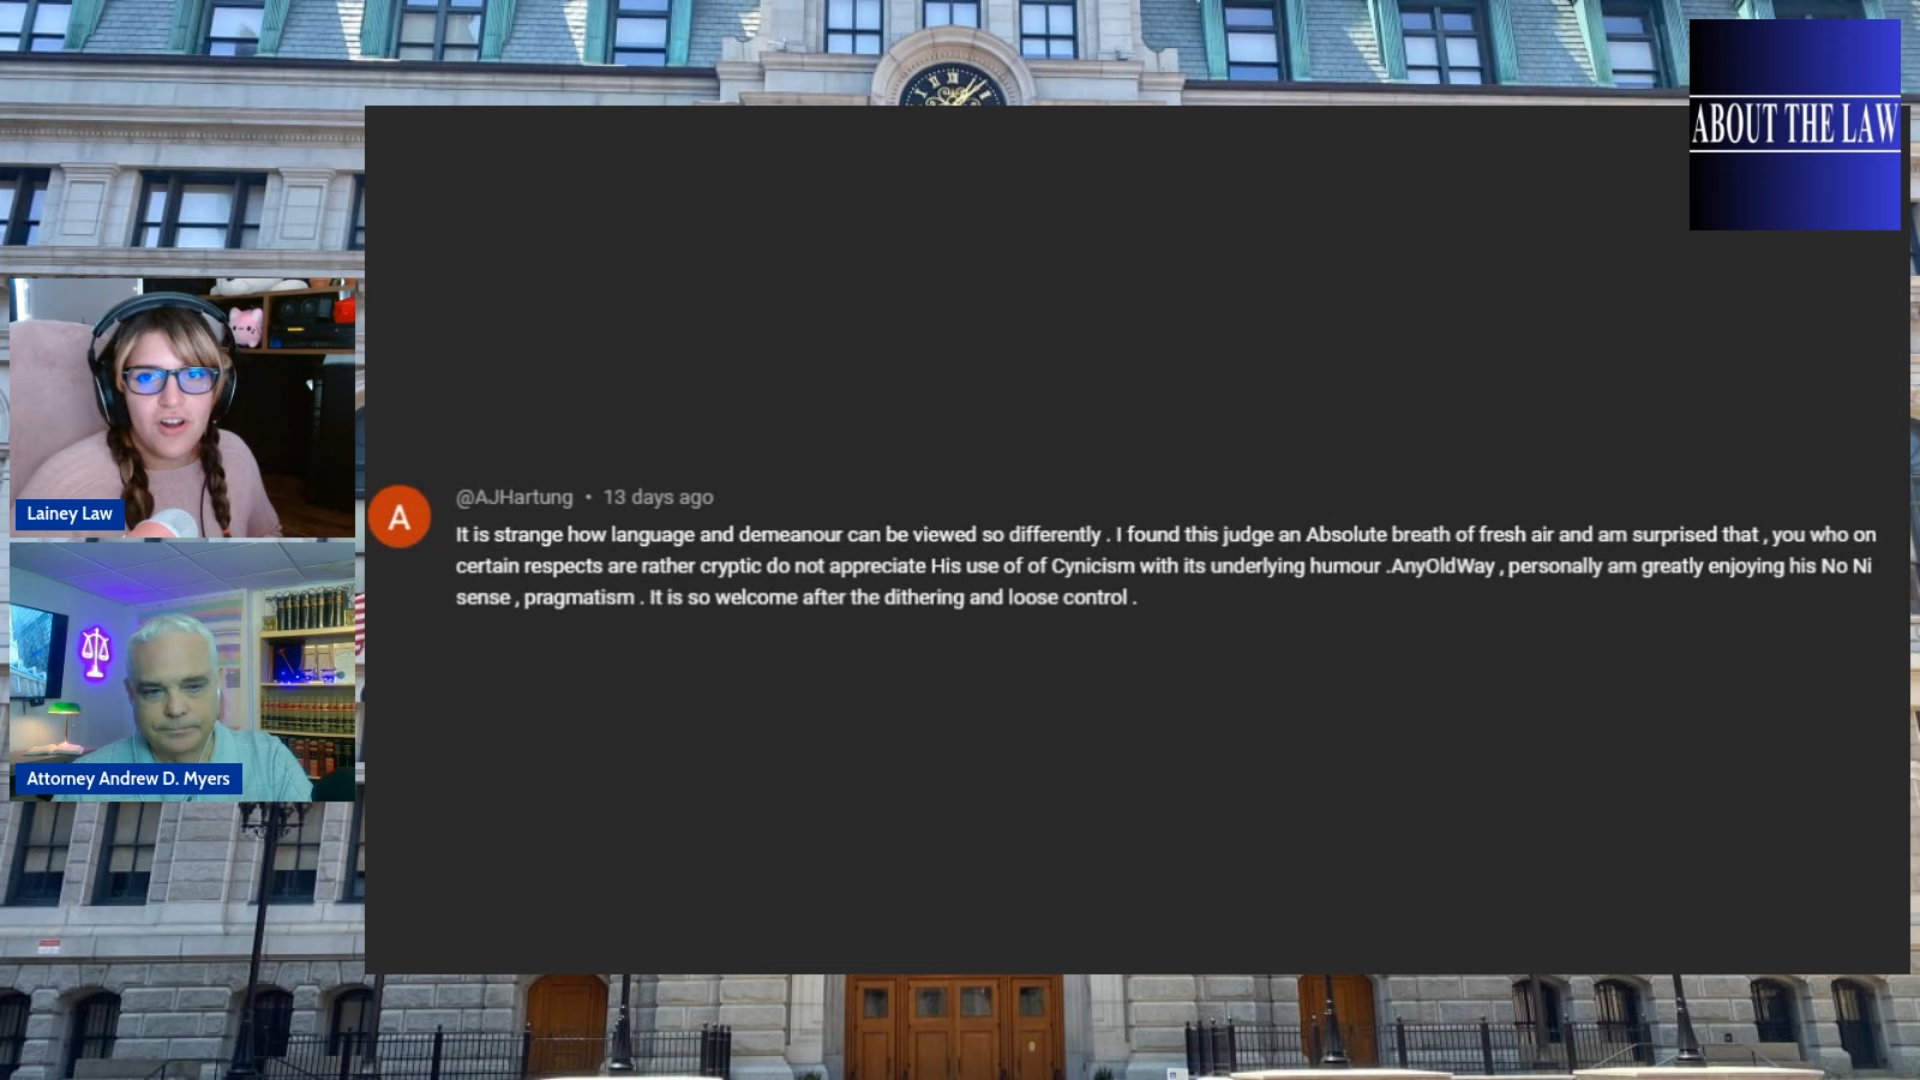 ABOUT THE LAW
Lainey Law
Attorney Andrew D. Myers
@AJHartung • 13 days ago
A
It is strange how language and demeanour can be viewed so differently . I found this judge an Absolute breath of fresh air and am surprised that , you who on
certain respects are rather cryptic do not appreciate His use of of Cynicism with its underlying humour .AnyOldWay , personally am greatly enjoying his No Ni
sense , pragmatism . It is so welcome after the dithering and loose control .